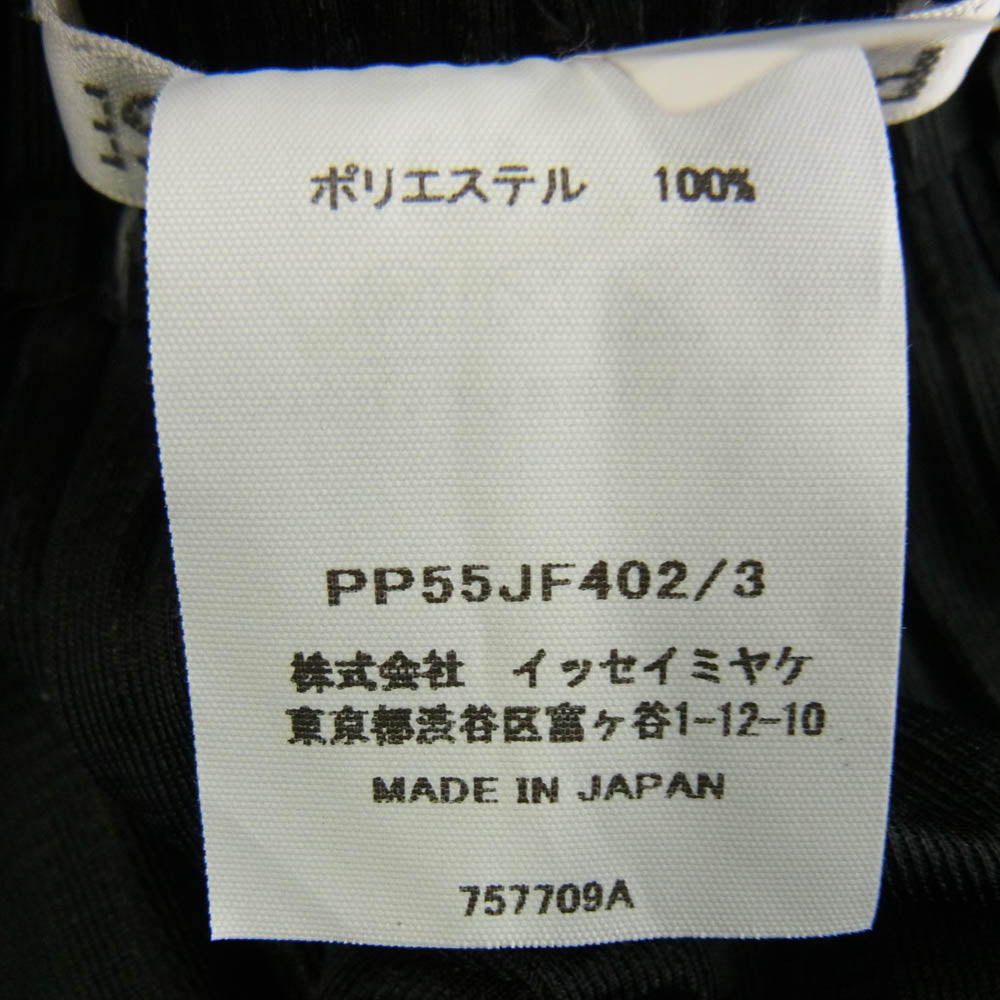 ポリエステル 100%
PP55JF402/3
株式会社 イッセイミヤケ
東京都渋谷区富ヶ谷1-12-10
MADE IN JAPAN
757709A